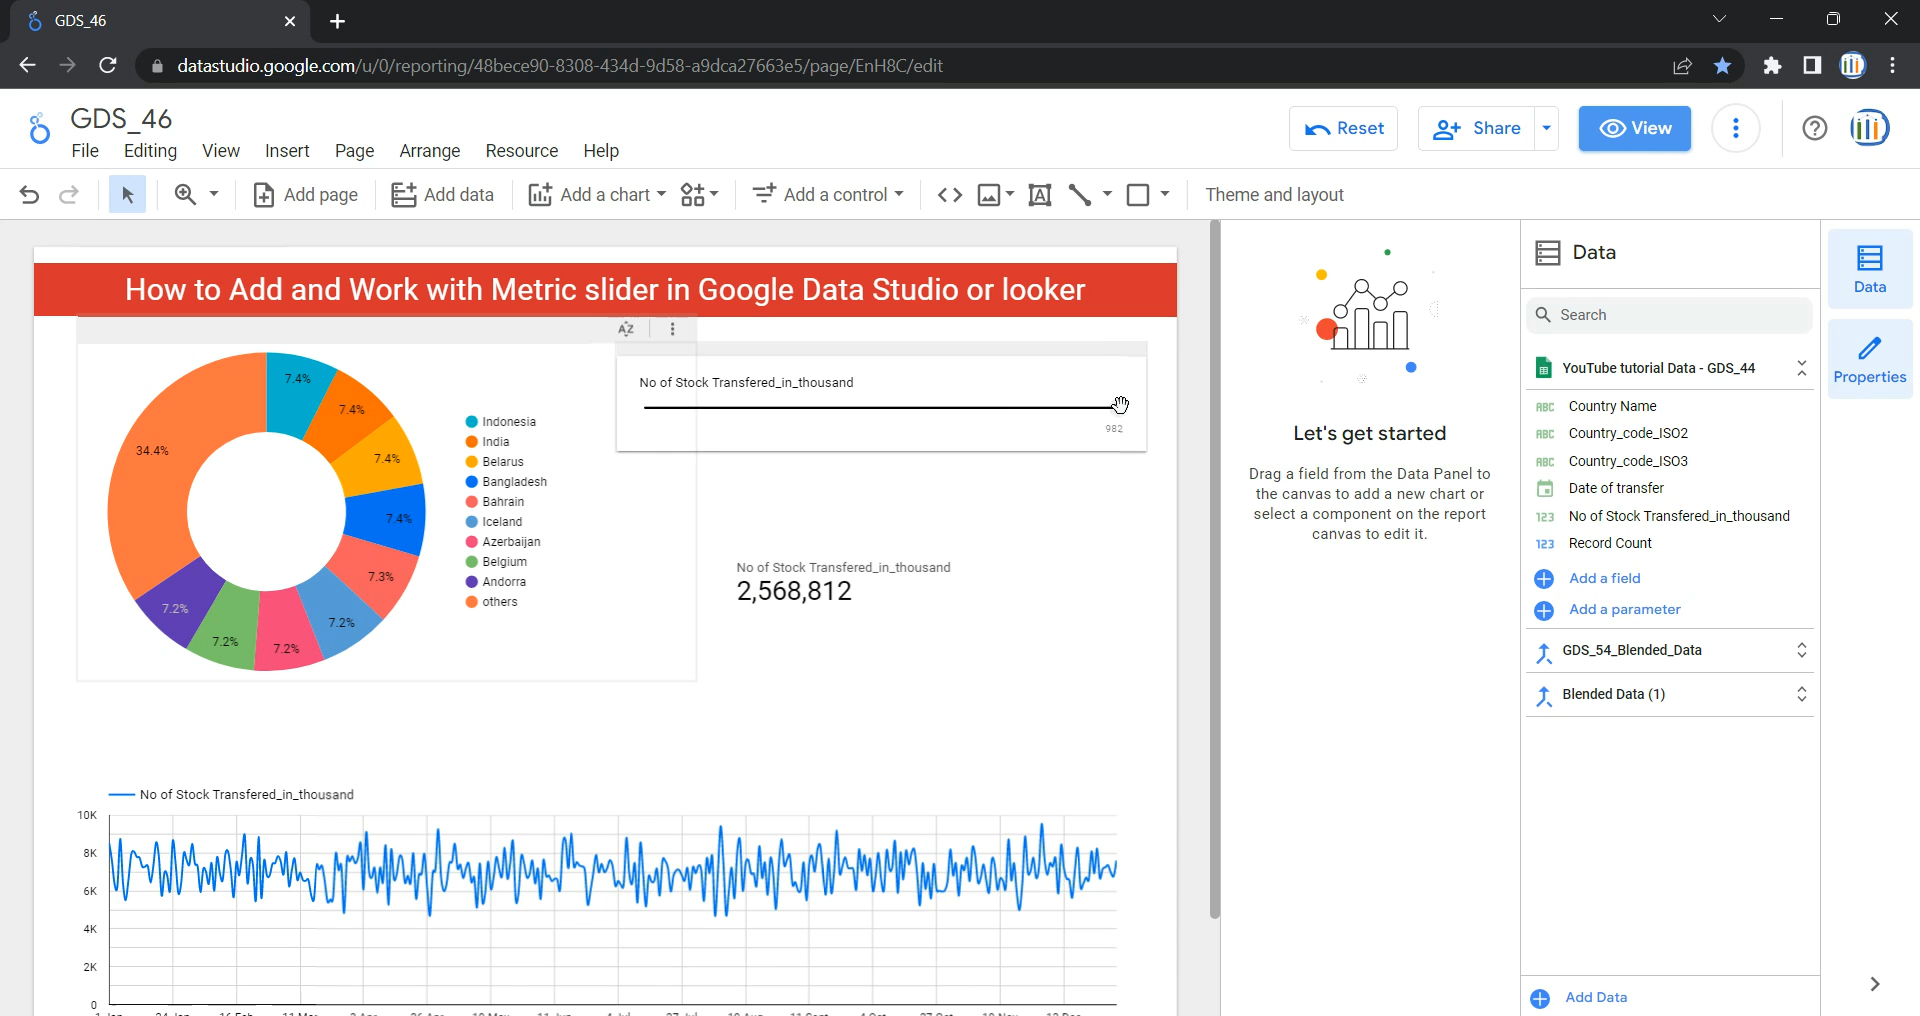 GDS_46
datastudio.google.com/u/0/reporting/48bece90-8308-434d-9d58-a9dca27663e5/page/EnH8C/edit
GDS_46
File Editing View Insert Page Arrange Resource Help
Reset Share View
Add page Add data Add a chart Add a control Theme and layout
How to Add and Work with Metric slider in Google Data Studio or looker
No of Stock Transfered_in_thousand
982
7.4%
7.4%
7.4%
7.4%
7.3%
7.2%
7.2%
7.2%
7.2%
34.4%
Indonesia
India
Belarus
Bangladesh
Bahrain
Iceland
Azerbaijan
Belgium
Andorra
others
No of Stock Transfered_in_thousand
2,568,812
No of Stock Transfered_in_thousand
10K
8K
6K
4K
2K
0
Let's get started
Drag a field from the Data Panel to
the canvas to add a new chart or
select a component on the report
canvas to edit it.
Data
Search
YouTube tutorial Data - GDS_44
ABC Country Name
ABC Country_code_ISO2
ABC Country_code_ISO3
Date of transfer
123 No of Stock Transfered_in_thousand
123 Record Count
Add a field
Add a parameter
GDS_54_Blended_Data
Blended Data (1)
Add Data
Data
Properties